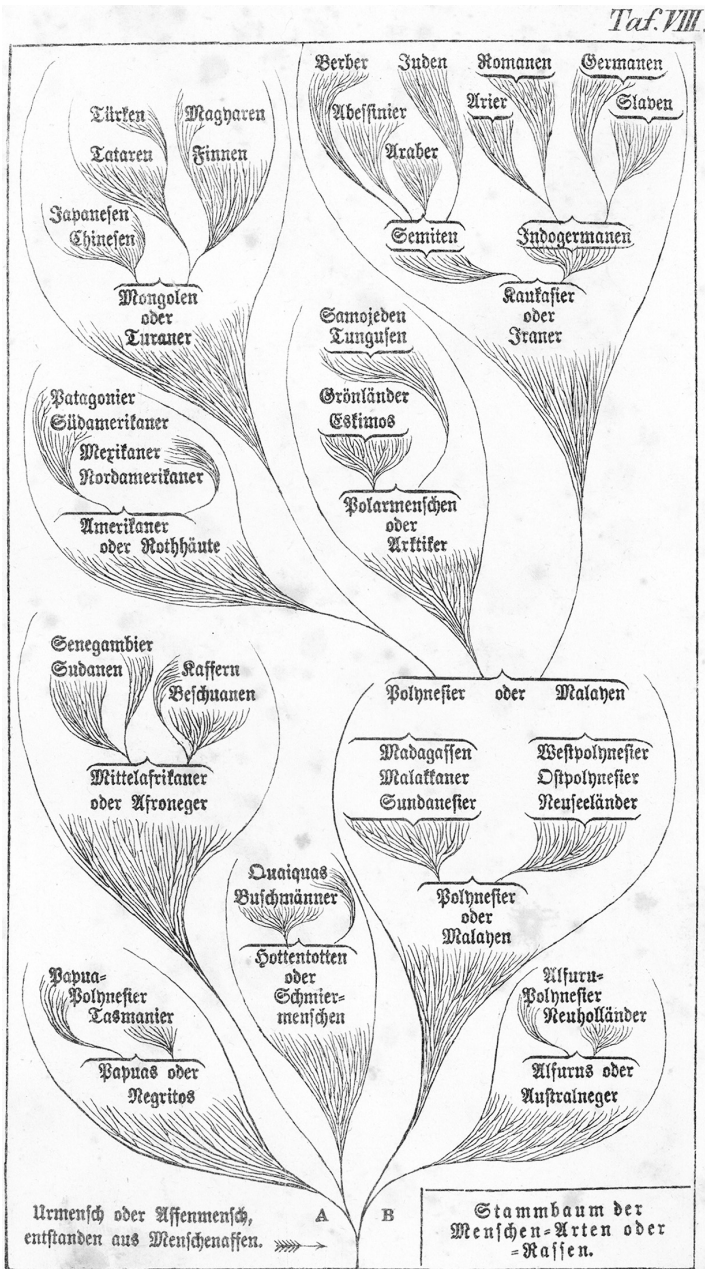 Taf. VIII.
Berber
Juden
Romanen
Germanen
Türken
Magyaren
Abessinier
Arier
Slaven
Tataren
Finnen
Araber
Japanesen
Chinesen
Semiten
Indogermanen
Mongolen
oder
Turaner
Kaukasier
oder
Iraner
Samojeden
Tungusen
Patagonier
Südamerikaner
Mexikaner
Nordamerikaner
Grönländer
Eskimos
Amerikaner
oder Rothhäute
Polarmenschen
oder
Arktiker
Senegambier
Sudanen
Kaffern
Beschuanen
Polynesier oder Malayen
Mittelafrikaner
oder Afroneger
Madagassen
Malakkaner
Sundanesier
Westpolynesier
Ostpolynesier
Neuseeländer
Quaiquas
Buschmänner
Polynesier
oder
Malayen
Hottentotten
oder
Schmier-
menschen
Papua-
Polynesier
Tasmanier
Alfuru-
Polynesier
Neuholländer
Papuas oder
Negritos
Alfurus oder
Australneger
Urmensch oder Affenmensch,
entstanden aus Menschenaffen.
A B
Stammbaum der
Menschen-Arten oder
-Rassen.